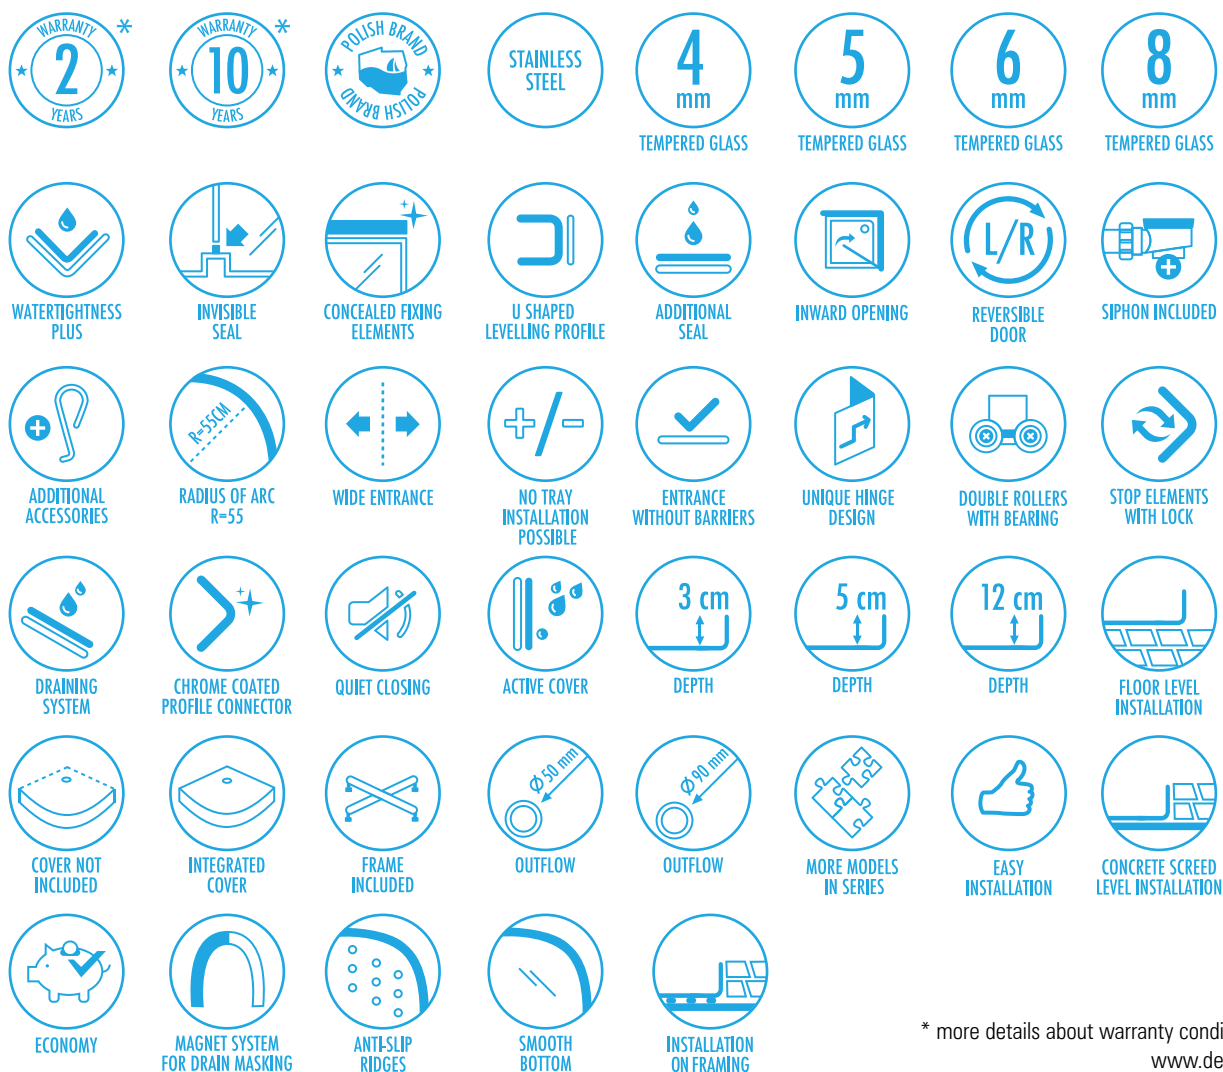 WARRANTY
2
YEARS
*
WARRANTY
10
YEARS
*
POLISH BRAND
POLISH BRAND
STAINLESS
STEEL
4
mm
TEMPERED GLASS
5
mm
TEMPERED GLASS
6
mm
TEMPERED GLASS
8
mm
TEMPERED GLASS
WATERTIGHTNESS
PLUS
INVISIBLE
SEAL
CONCEALED FIXING
ELEMENTS
U SHAPED
LEVELLING PROFILE
ADDITIONAL
SEAL
INWARD OPENING
L/R
REVERSIBLE
DOOR
SIPHON INCLUDED
ADDITIONAL
ACCESSORIES
R=55CM
RADIUS OF ARC
R=55
WIDE ENTRANCE
+/-
NO TRAY
INSTALLATION
POSSIBLE
ENTRANCE
WITHOUT BARRIERS
UNIQUE HINGE
DESIGN
DOUBLE ROLLERS
WITH BEARING
STOP ELEMENTS
WITH LOCK
DRAINING
SYSTEM
CHROME COATED
PROFILE CONNECTOR
QUIET CLOSING
ACTIVE COVER
3 cm
DEPTH
5 cm
DEPTH
12 cm
DEPTH
FLOOR LEVEL
INSTALLATION
COVER NOT
INCLUDED
INTEGRATED
COVER
FRAME
INCLUDED
Ø 50 mm
OUTFLOW
Ø 90 mm
OUTFLOW
MORE MODELS
IN SERIES
EASY
INSTALLATION
CONCRETE SCREED
LEVEL INSTALLATION
ECONOMY
MAGNET SYSTEM
FOR DRAIN MASKING
ANTI-SLIP
RIDGES
SMOOTH
BOTTOM
INSTALLATION
ON FRAMING
* more details about warranty condi
www.de